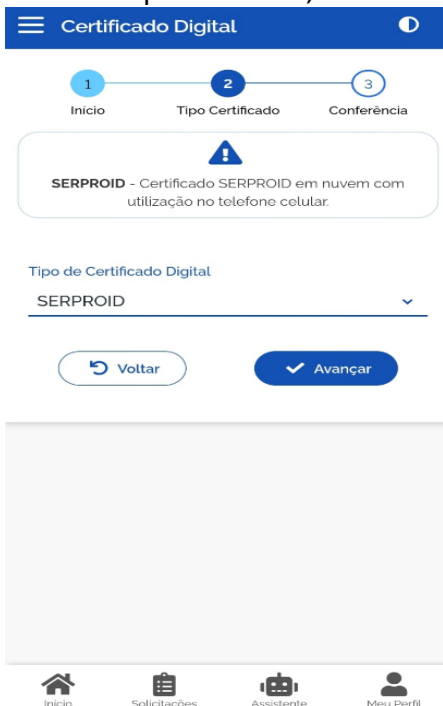 Certificado Digital
1
2
3
Início
Tipo Certificado
Conferência
SERPROID - Certificado SERPROID em nuvem com
utilização no telefone celular.
Tipo de Certificado Digital
SERPROID
Voltar
Avançar
Início
Solicitações
Assistente
Meu Perfil